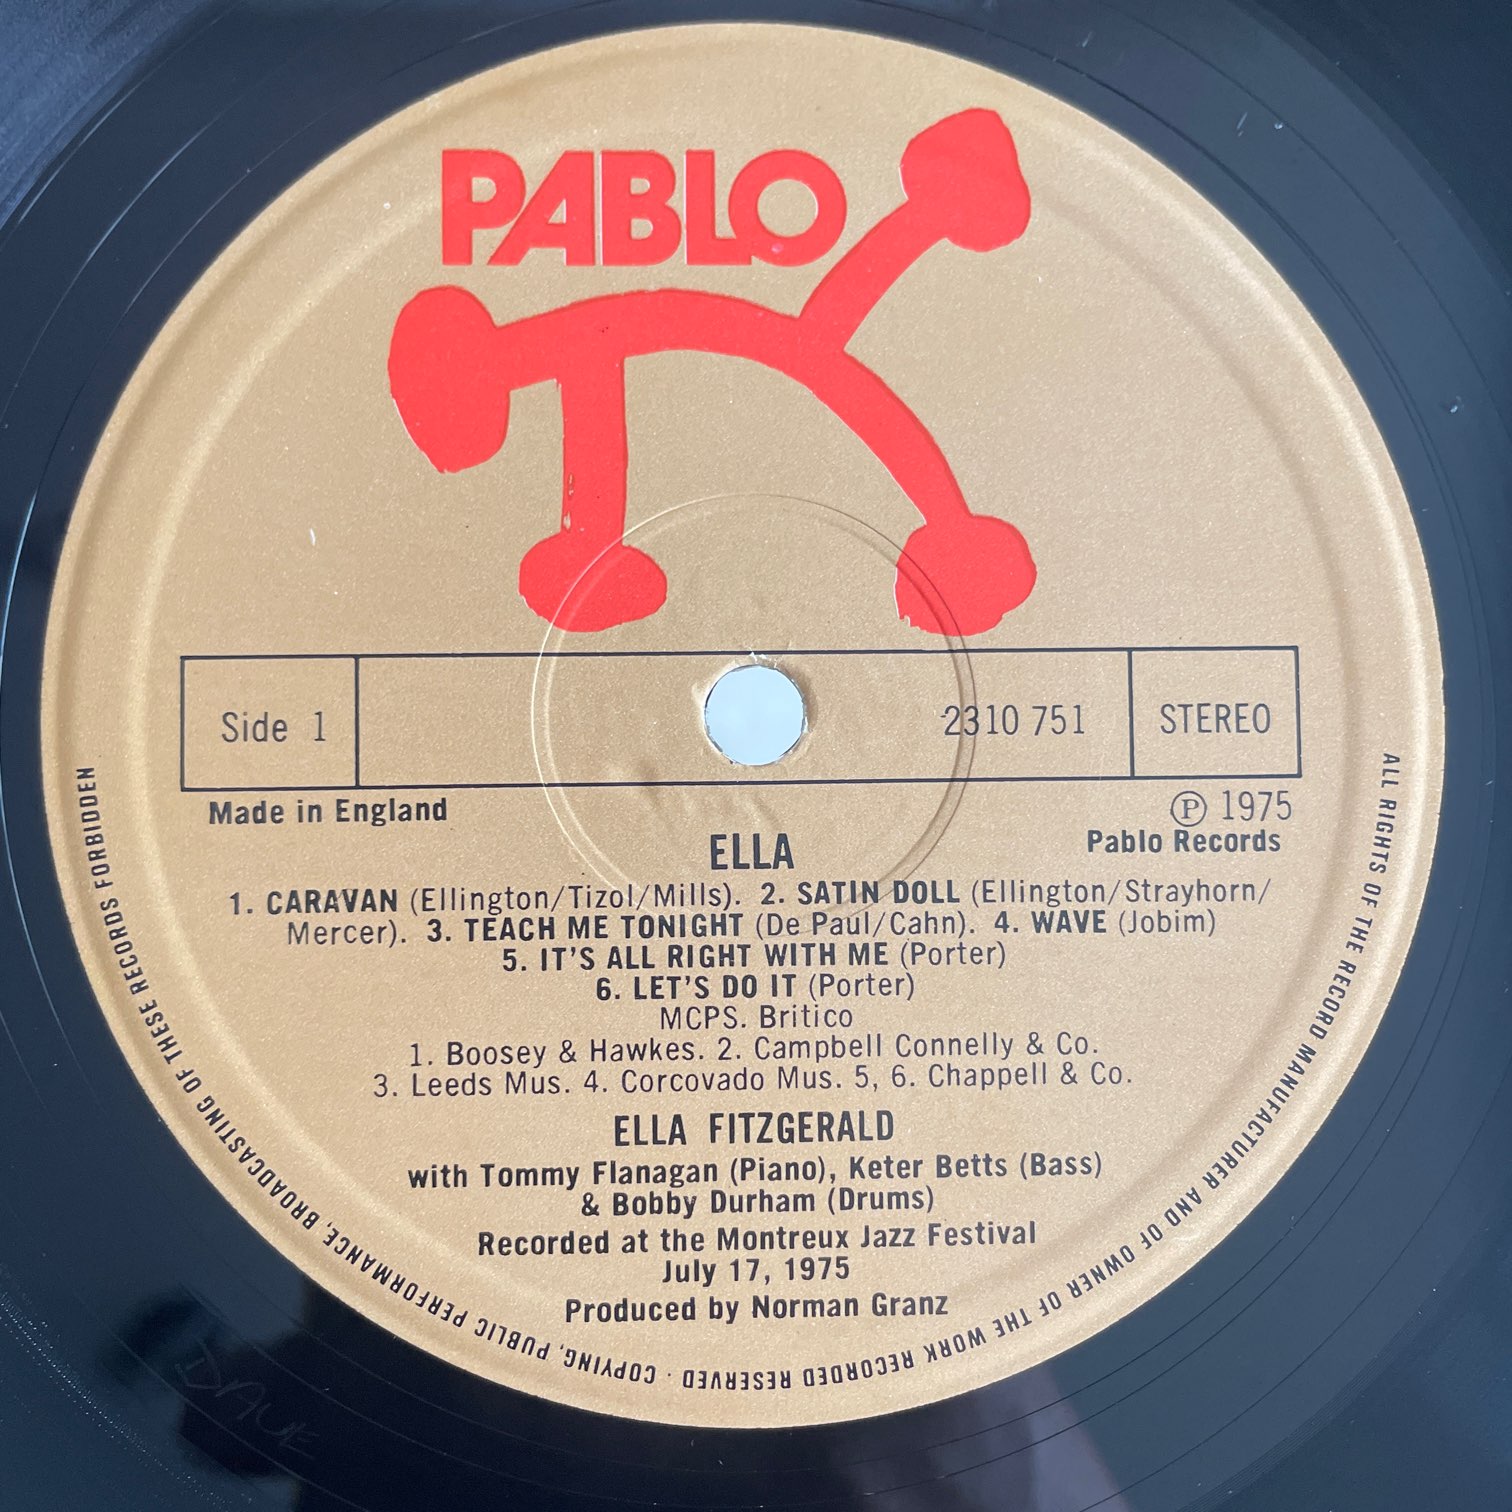 PABLO
Side 1
2310 751
STEREO
Made in England
Ⓟ 1975
Pablo Records
ELLA
1. CARAVAN (Ellington/Tizol/Mills). 2. SATIN DOLL (Ellington/Strayhorn/
Mercer). 3. TEACH ME TONIGHT (De Paul/Cahn). 4. WAVE (Jobim)
5. IT'S ALL RIGHT WITH ME (Porter)
6. LET'S DO IT (Porter)
MCPS. Britico
1. Boosey & Hawkes. 2. Campbell Connelly & Co.
3. Leeds Mus. 4. Corcovado Mus. 5, 6. Chappell & Co.
ELLA FITZGERALD
with Tommy Flanagan (Piano), Keter Betts (Bass)
& Bobby Durham (Drums)
Recorded at the Montreux Jazz Festival
July 17, 1975
Produced by Norman Granz
ALL RIGHTS OF THE RECORD MANUFACTURER AND OF OWNER OF THE WORK RECORDED RESERVED · COPYING, PUBLIC PERFORMANCE, BROADCASTING OF THESE RECORDS FORBIDDEN